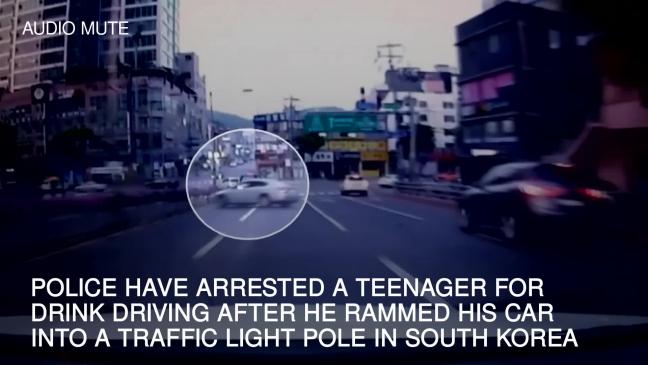 AUDIO MUTE
POLICE HAVE ARRESTED A TEENAGER FOR
DRINK DRIVING AFTER HE RAMMED HIS CAR
INTO A TRAFFIC LIGHT POLE IN SOUTH KOREA